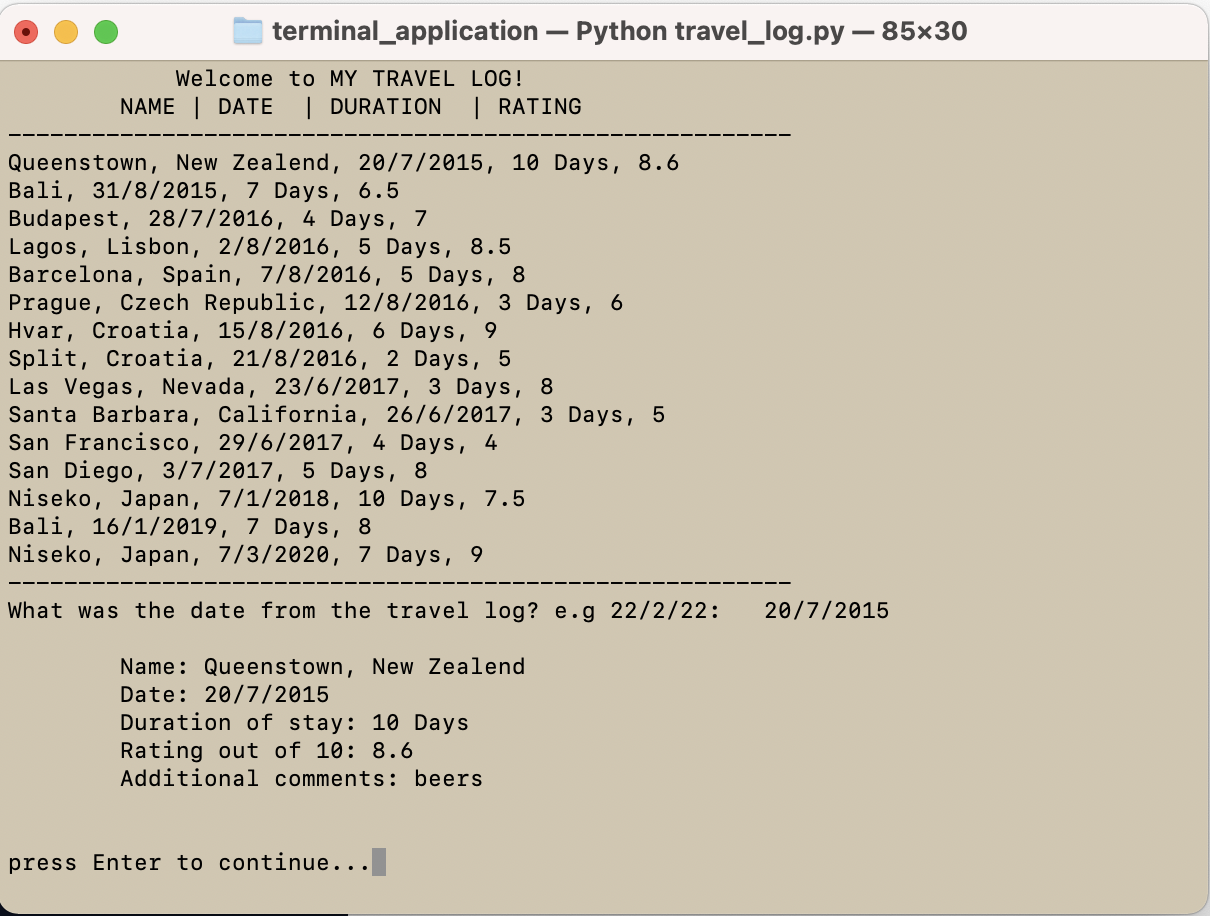 terminal_application — Python travel_log.py — 85×30
Welcome to MY TRAVEL LOG!
NAME | DATE  | DURATION  | RATING
--------------------------------------------------------
Queenstown, New Zealend, 20/7/2015, 10 Days, 8.6
Bali, 31/8/2015, 7 Days, 6.5
Budapest, 28/7/2016, 4 Days, 7
Lagos, Lisbon, 2/8/2016, 5 Days, 8.5
Barcelona, Spain, 7/8/2016, 5 Days, 8
Prague, Czech Republic, 12/8/2016, 3 Days, 6
Hvar, Croatia, 15/8/2016, 6 Days, 9
Split, Croatia, 21/8/2016, 2 Days, 5
Las Vegas, Nevada, 23/6/2017, 3 Days, 8
Santa Barbara, California, 26/6/2017, 3 Days, 5
San Francisco, 29/6/2017, 4 Days, 4
San Diego, 3/7/2017, 5 Days, 8
Niseko, Japan, 7/1/2018, 10 Days, 7.5
Bali, 16/1/2019, 7 Days, 8
Niseko, Japan, 7/3/2020, 7 Days, 9
--------------------------------------------------------
What was the date from the travel log? e.g 22/2/22:   20/7/2015
Name: Queenstown, New Zealend
Date: 20/7/2015
Duration of stay: 10 Days
Rating out of 10: 8.6
Additional comments: beers
press Enter to continue...